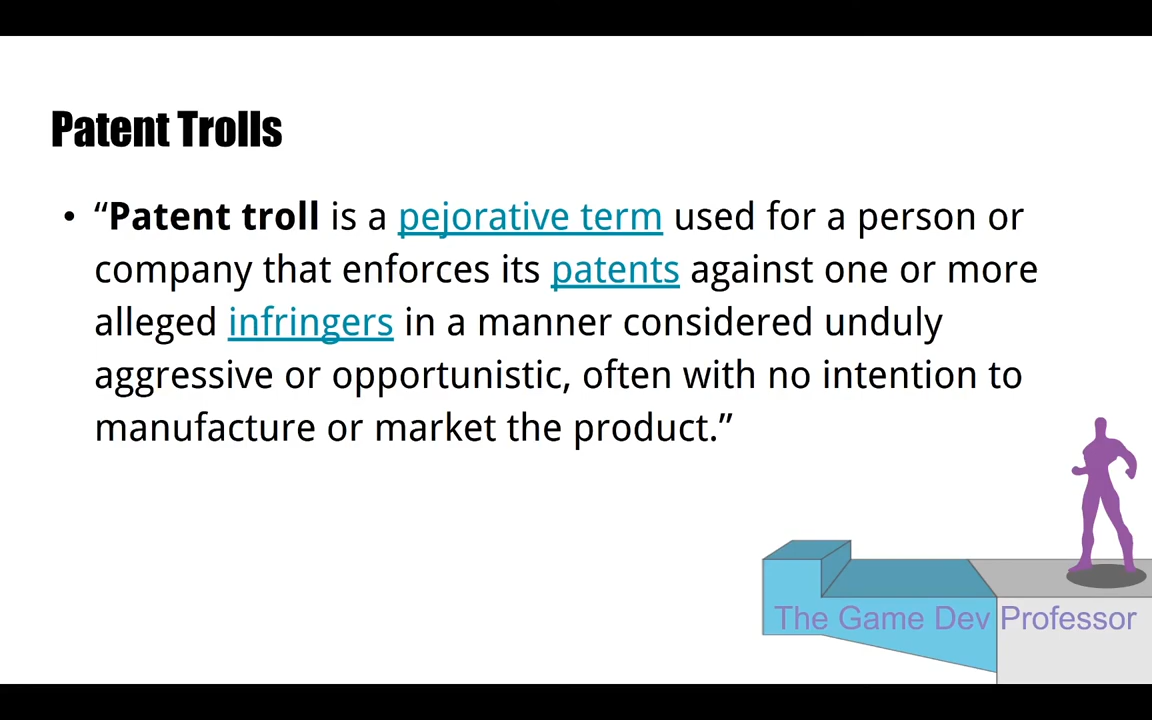 Patent Trolls
• “Patent troll is a pejorative term used for a person or
company that enforces its patents against one or more
alleged infringers in a manner considered unduly
aggressive or opportunistic, often with no intention to
manufacture or market the product.”
The Game Dev Professor